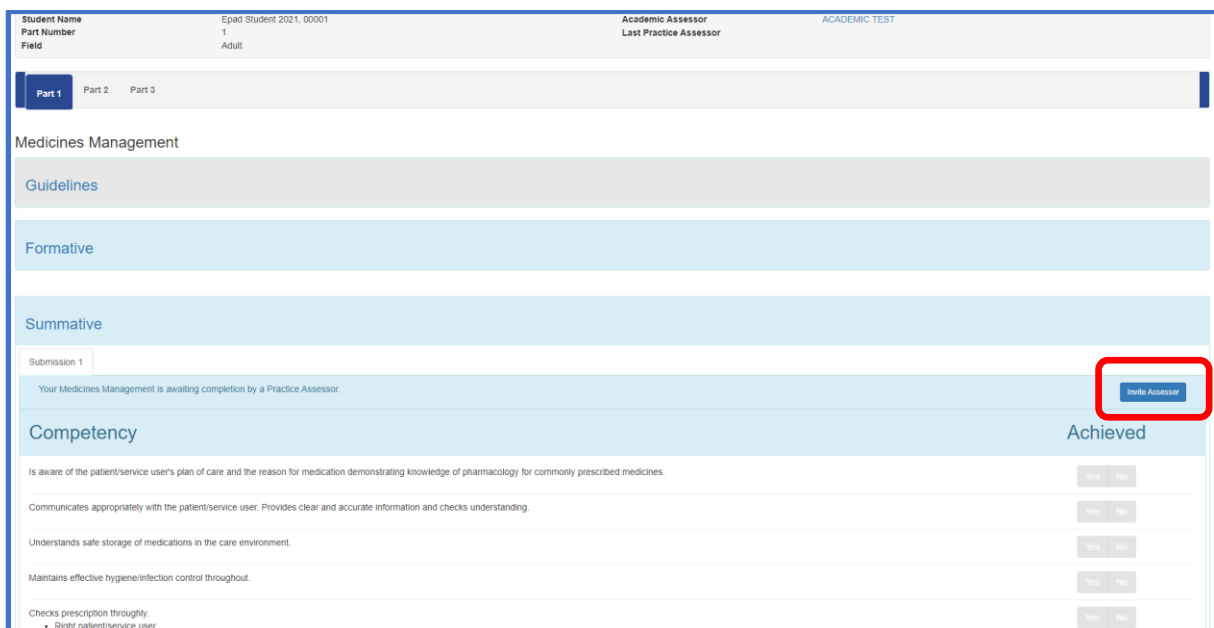 Student Name Epad Student 2021, 00001 Academic Assessor ACADEMIC TEST
Part Number 1 Last Practice Assessor
Field Adult
Part 1 Part 2 Part 3
Medicines Management
Guidelines
Formative
Summative
Submission 1
Your Medicines Management is awaiting completion by a Practice Assessor. Invite Assessor
Competency Achieved
Is aware of the patient/service user's plan of care and the reason for medication demonstrating knowledge of pharmacology for commonly prescribed medicines. Yes No
Communicates appropriately with the patient/service user. Provides clear and accurate information and checks understanding. Yes No
Understands safe storage of medications in the care environment. Yes No
Maintains effective hygiene/infection control throughout. Yes No
Checks prescription throughly. Yes No
• Right patient/service user